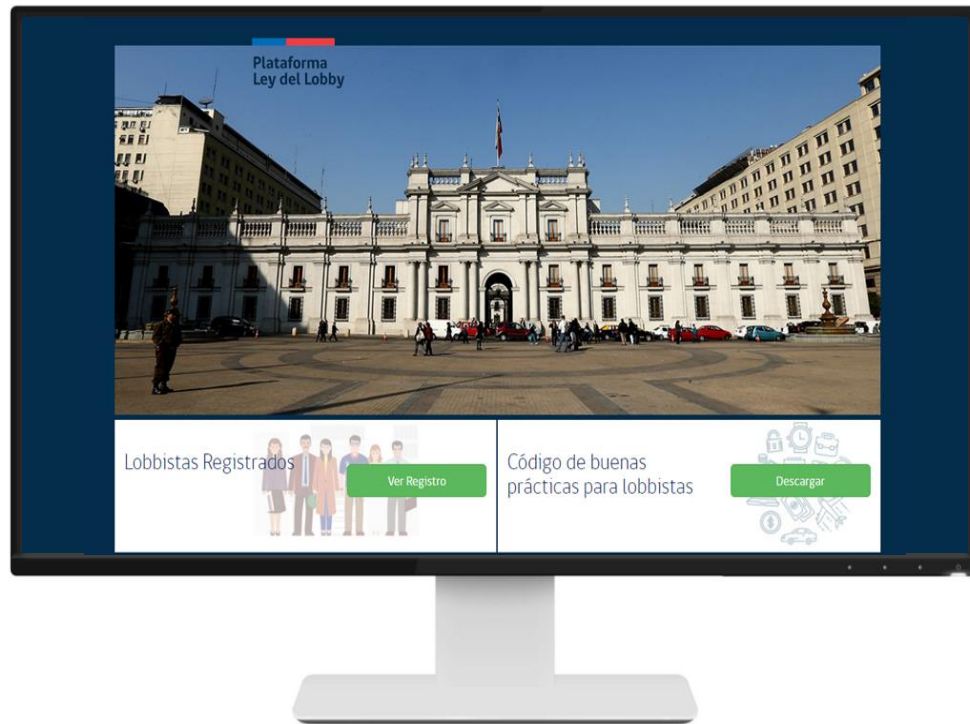 Plataforma
Ley del Lobby
Lobbistas Registrados
Ver Registro
Código de buenas
prácticas para lobbistas
Descargar